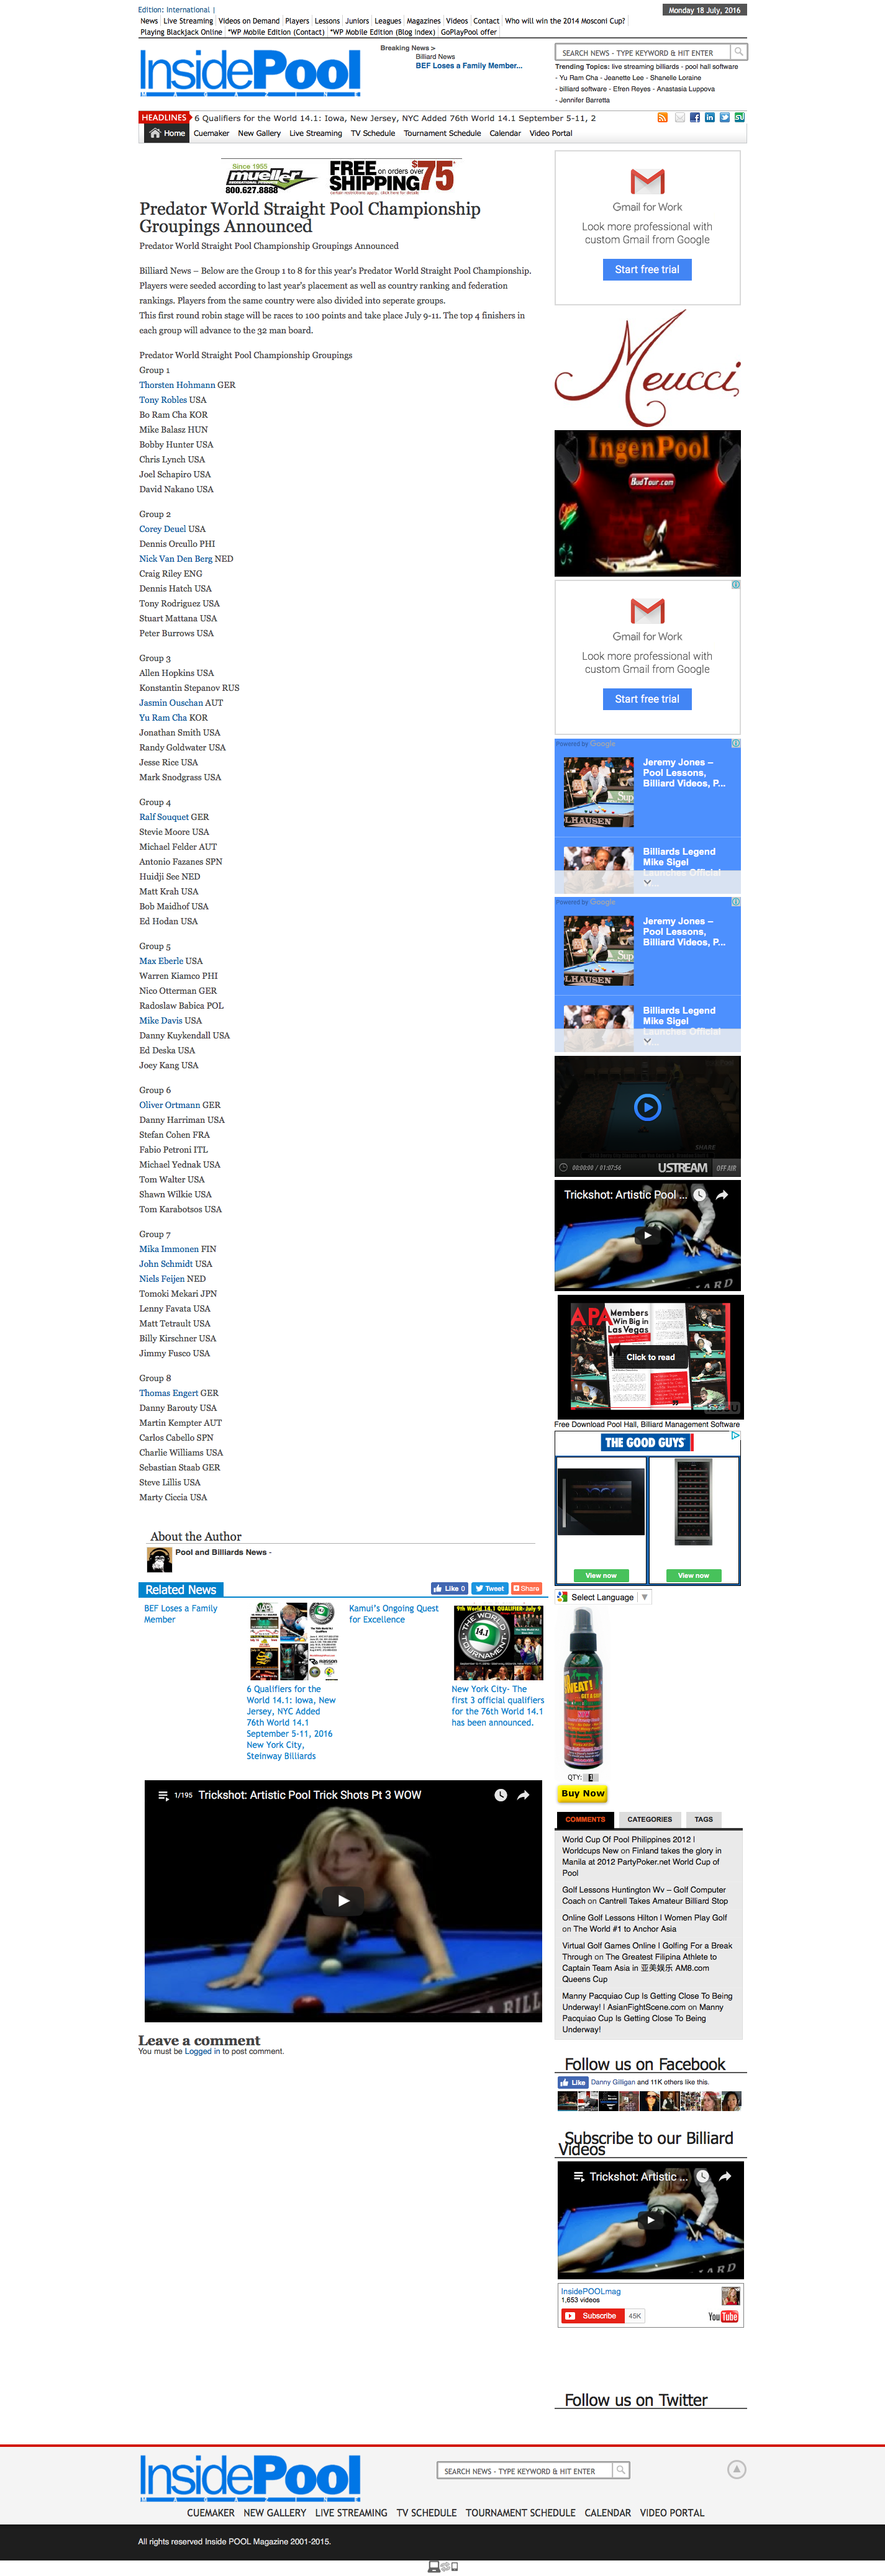 Edition: International |
Monday 18 July, 2016
News | Live Streaming | Videos on Demand | Players | Lessons | Juniors | Leagues | Magazines | Videos | Contact | Who will win the 2014 Mosconi Cup?
Playing Blackjack Online | *WP Mobile Edition (Contact) | *WP Mobile Edition (Blog Index) | GoPlayPool offer
InsidePool
MAGAZINE
Breaking News >
Billiard News
BEF Loses a Family Member...
SEARCH NEWS - TYPE KEYWORD & HIT ENTER
Trending Topics: live streaming billiards - pool hall software
- Yu Ram Cha - Jeanette Lee - Shanelle Loraine
- billiard software - Efren Reyes - Anastasia Luppova
- Jennifer Barretta
HEADLINES
6 Qualifiers for the World 14.1: Iowa, New Jersey, NYC Added 76th World 14.1 September 5-11, 2
Home Cuemaker New Gallery Live Streaming TV Schedule Tournament Schedule Calendar Video Portal
Since 1955
mueller
800.627.8888
FREE SHIPPING on orders over $75
Predator World Straight Pool Championship
Groupings Announced
Predator World Straight Pool Championship Groupings Announced
Billiard News – Below are the Group 1 to 8 for this year's Predator World Straight Pool Championship.
Players were seeded according to last year's placement as well as country ranking and federation
rankings. Players from the same country were also divided into seperate groups.
This first round robin stage will be races to 100 points and take place July 9-11. The top 4 finishers in
each group will advance to the 32 man board.
Predator World Straight Pool Championship Groupings
Group 1
Thorsten Hohmann GER
Tony Robles USA
Bo Ram Cha KOR
Mike Balasz HUN
Bobby Hunter USA
Chris Lynch USA
Joel Schapiro USA
David Nakano USA
Group 2
Corey Deuel USA
Dennis Orcullo PHI
Nick Van Den Berg NED
Craig Riley ENG
Dennis Hatch USA
Tony Rodriguez USA
Stuart Mattana USA
Peter Burrows USA
Group 3
Allen Hopkins USA
Konstantin Stepanov RUS
Jasmin Ouschan AUT
Yu Ram Cha KOR
Jonathan Smith USA
Randy Goldwater USA
Jesse Rice USA
Mark Snodgrass USA
Group 4
Ralf Souquet GER
Stevie Moore USA
Michael Felder AUT
Antonio Fazanes SPN
Huidji See NED
Matt Krah USA
Bob Maidhof USA
Ed Hodan USA
Group 5
Max Eberle USA
Warren Kiamco PHI
Nico Otterman GER
Radoslaw Babica POL
Mike Davis USA
Danny Kuykendall USA
Ed Deska USA
Joey Kang USA
Group 6
Oliver Ortmann GER
Danny Harriman USA
Stefan Cohen FRA
Fabio Petroni ITL
Michael Yednak USA
Tom Walter USA
Shawn Wilkie USA
Tom Karabotsos USA
Group 7
Mika Immonen FIN
John Schmidt USA
Niels Feijen NED
Tomoki Mekari JPN
Lenny Favata USA
Matt Tetrault USA
Billy Kirschner USA
Jimmy Fusco USA
Group 8
Thomas Engert GER
Danny Barouty USA
Martin Kempter AUT
Carlos Cabello SPN
Charlie Williams USA
Sebastian Staab GER
Steve Lillis USA
Marty Ciccia USA
About the Author
Pool and Billiards News -
Related News
Like 0 Tweet Share
BEF Loses a Family
Member
6 Qualifiers for the
World 14.1: Iowa, New
Jersey, NYC Added
76th World 14.1
September 5-11, 2016
New York City,
Steinway Billiards
Kamui's Ongoing Quest
for Excellence
New York City- The
first 3 official qualifiers
for the 76th World 14.1
has been announced.
1/195 Trickshot: Artistic Pool Trick Shots Pt 3 WOW
Leave a comment
You must be Logged in to post comment.
Gmail for Work
Look more professional with
custom Gmail from Google
Start free trial
Meucci
IngenPool
BudTour.com
Gmail for Work
Look more professional with
custom Gmail from Google
Start free trial
Powered by Google
Jeremy Jones –
Pool Lessons,
Billiard Videos, P...
Billiards Legend
Mike Sigel
Launches Official
Powered by Google
Jeremy Jones –
Pool Lessons,
Billiard Videos, P...
Billiards Legend
Mike Sigel
Launches Official
SHARE
00:00:00 / 01:07:56 USTREAM OFF AIR
Trickshot: Artistic Pool ...
APA Members
Win Big in
Las Vegas
Click to read
Free Download Pool Hall, Billiard Management Software
THE GOOD GUYS
View now
View now
Select Language
QTY: 1
Buy Now
COMMENTS CATEGORIES TAGS
World Cup Of Pool Philippines 2012 |
Worldcups New on Finland takes the glory in
Manila at 2012 PartyPoker.net World Cup of
Pool
Golf Lessons Huntington Wv – Golf Computer
Coach on Cantrell Takes Amateur Billiard Stop
Online Golf Lessons Hilton | Women Play Golf
on The World #1 to Anchor Asia
Virtual Golf Games Online | Golfing For a Break
Through on The Greatest Filipina Athlete to
Captain Team Asia in 亚美娱乐 AM8.com
Queens Cup
Manny Pacquiao Cup Is Getting Close To Being
Underway! | AsianFightScene.com on Manny
Pacquiao Cup Is Getting Close To Being
Underway!
Follow us on Facebook
Like Danny Gilligan and 11K others like this.
Subscribe to our Billiard
Videos
Trickshot: Artistic ...
InsidePOOLmag
1,653 videos
Subscribe 45K
YouTube
Follow us on Twitter
InsidePool
MAGAZINE
SEARCH NEWS - TYPE KEYWORD & HIT ENTER
CUEMAKER NEW GALLERY LIVE STREAMING TV SCHEDULE TOURNAMENT SCHEDULE CALENDAR VIDEO PORTAL
All rights reserved Inside POOL Magazine 2001-2015.